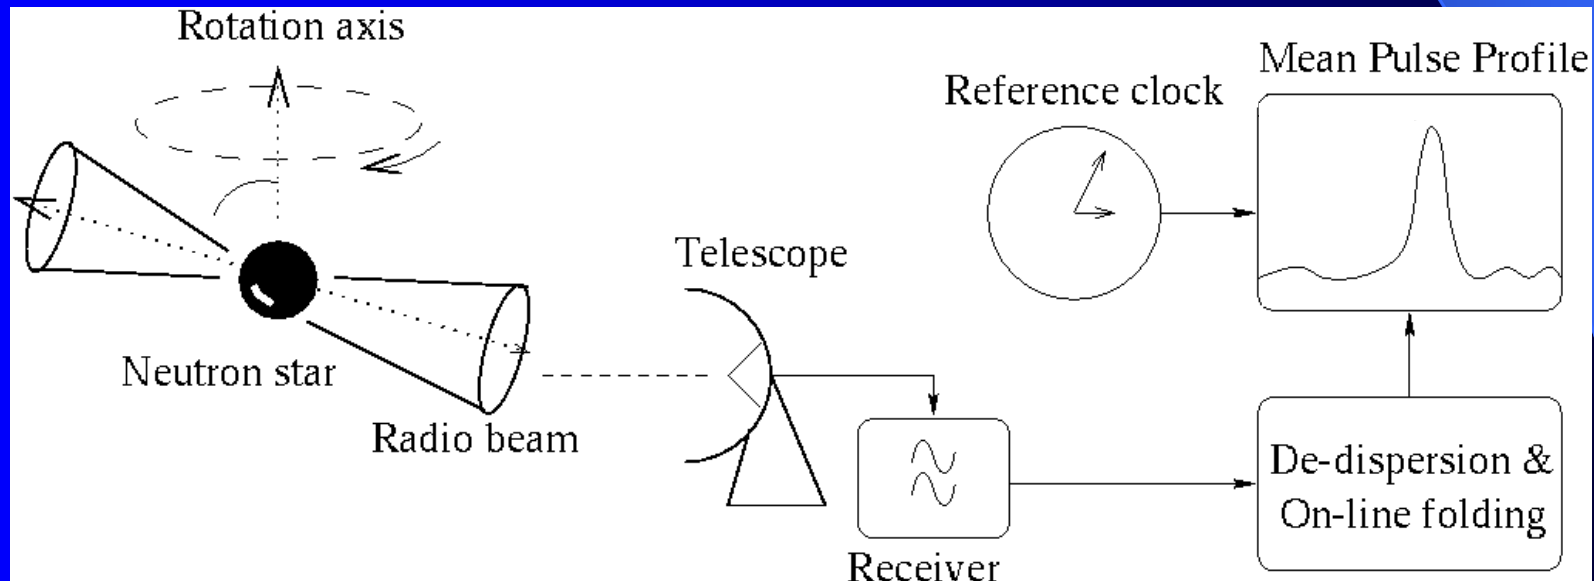 Rotation axis
Mean Pulse Profile
Reference clock
Telescope
Neutron star
Radio beam
De-dispersion &
On-line folding
Receiver